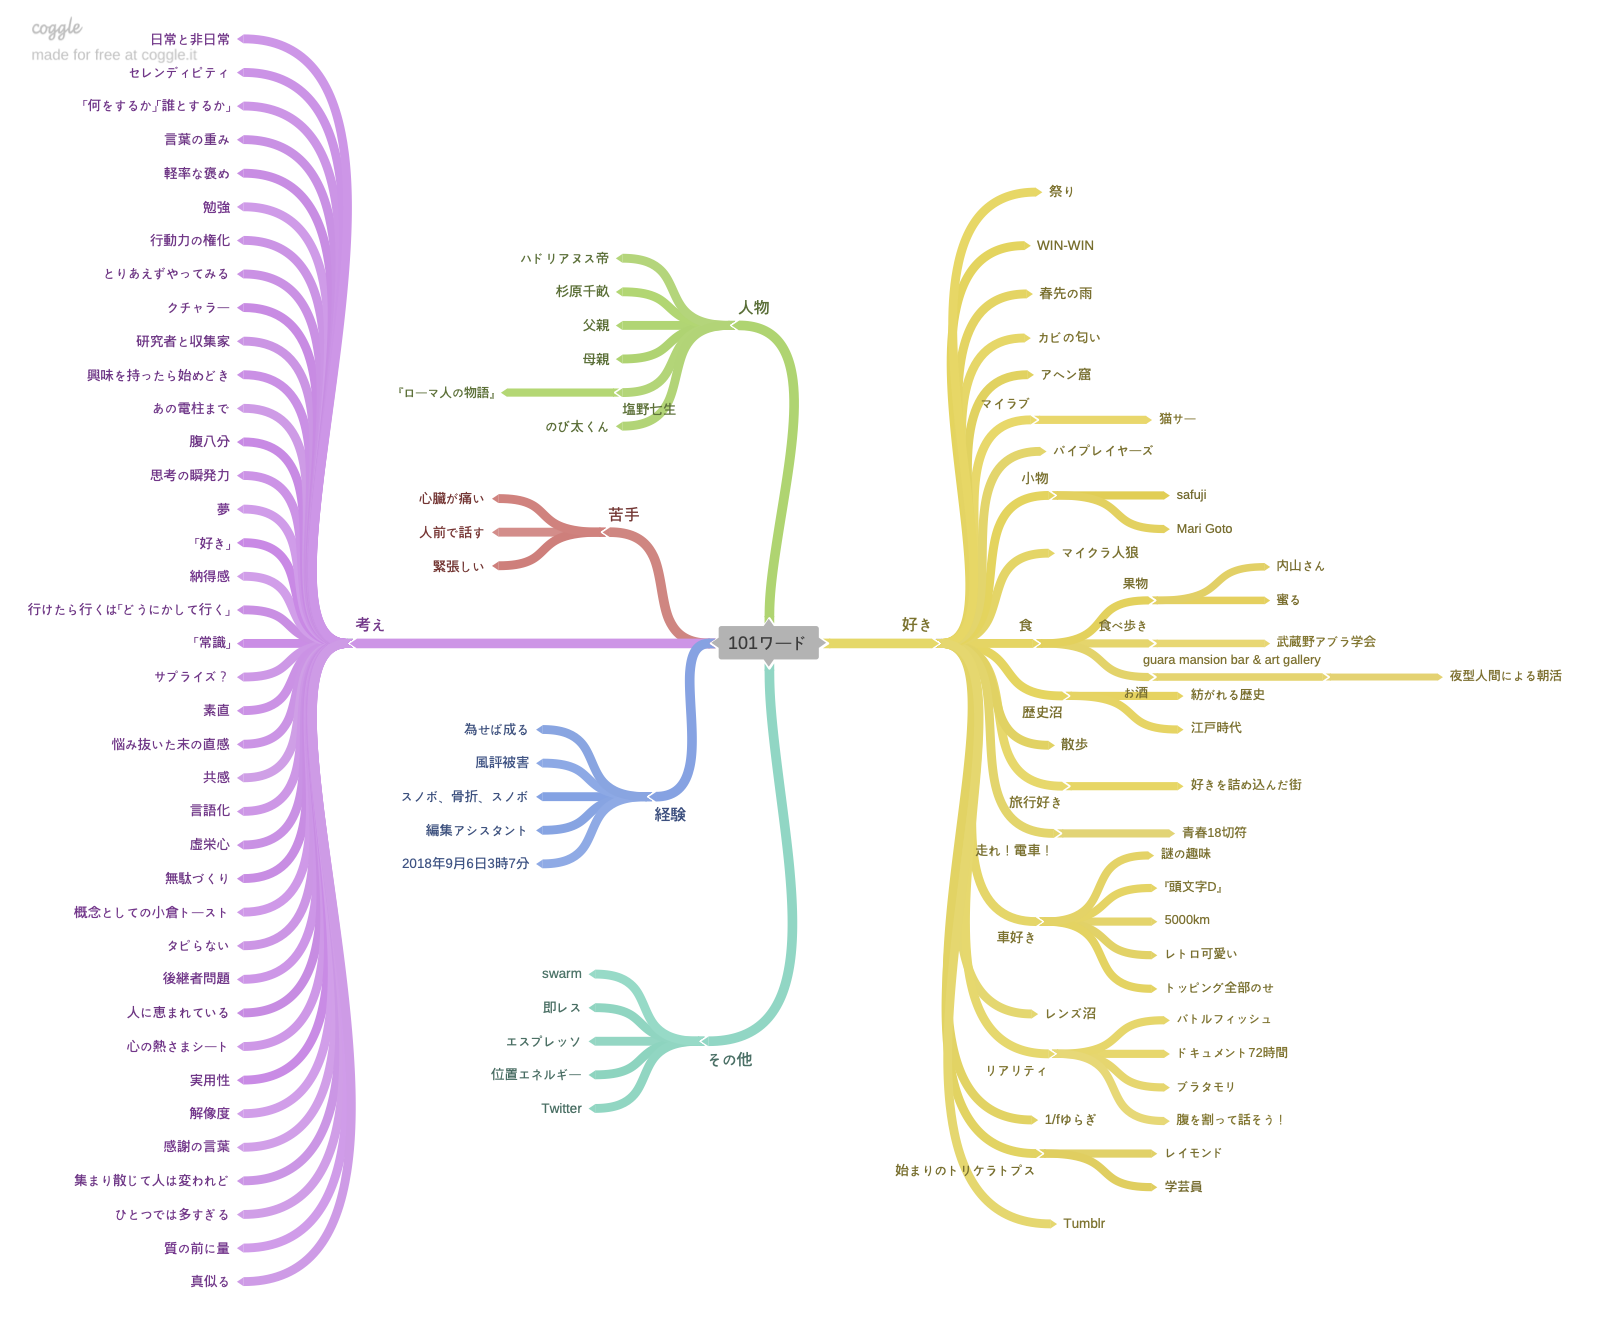 coggle
made for free at coggle.it
日常と非日常
セレンディピティ
「何をするか」「誰とするか」
言葉の重み
軽率な褒め
勉強
行動力の権化
とりあえずやってみる
クチャラー
研究者と収集家
興味を持ったら始めどき
あの電柱まで
腹八分
思考の瞬発力
夢
「好き」
納得感
行けたら行くは「どうにかして行く」
「常識」
サプライズ？
素直
悩み抜いた末の直感
共感
言語化
虚栄心
無駄づくり
概念としての小倉トースト
タピらない
後継者問題
人に恵まれている
心の熱さまシート
実用性
解像度
感謝の言葉
集まり散じて人は変われど
ひとつでは多すぎる
質の前に量
真似る
考え
人物
ハドリアヌス帝
杉原千畝
父親
母親
『ローマ人の物語』
塩野七生
のび太くん
苦手
心臓が痛い
人前で話す
緊張しい
101ワード
経験
為せば成る
風評被害
スノボ、骨折、スノボ
編集アシスタント
2018年9月6日3時7分
その他
swarm
即レス
エスプレッソ
位置エネルギー
Twitter
好き
祭り
WIN-WIN
春先の雨
カビの匂い
アヘン窟
マイラブ
猫サー
バイプレイヤーズ
小物
safuji
Mari Goto
マイクラ人狼
食
果物
内山さん
蜜る
食べ歩き
武蔵野アブラ学会
guara mansion bar & art gallery
夜型人間による朝活
お酒
歴史沼
紡がれる歴史
江戸時代
散歩
旅行好き
好きを詰め込んだ街
走れ！電車！
青春18切符
車好き
謎の趣味
『頭文字D』
5000km
レトロ可愛い
トッピング全部のせ
レンズ沼
リアリティ
バトルフィッシュ
ドキュメント72時間
ブラタモリ
腹を割って話そう！
1/fゆらぎ
始まりのトリケラトプス
レイモンド
学芸員
Tumblr